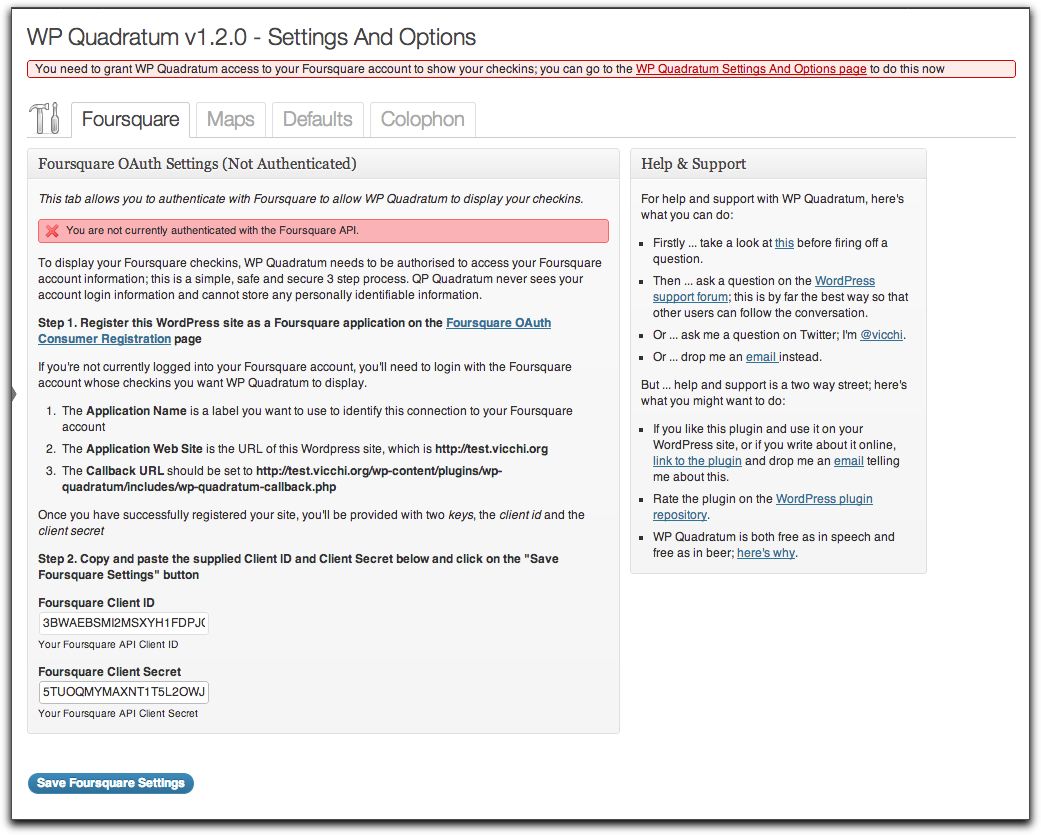 WP Quadratum v1.2.0 - Settings And Options
You need to grant WP Quadratum access to your Foursquare account to show your checkins; you can go to the WP Quadratum Settings And Options page to do this now
Foursquare
Maps
Defaults
Colophon
Foursquare OAuth Settings (Not Authenticated)
This tab allows you to authenticate with Foursquare to allow WP Quadratum to display your checkins.
You are not currently authenticated with the Foursquare API.
To display your Foursquare checkins, WP Quadratum needs to be authorised to access your Foursquare
account information; this is a simple, safe and secure 3 step process. QP Quadratum never sees your
account login information and cannot store any personally identifiable information.
Step 1. Register this WordPress site as a Foursquare application on the Foursquare OAuth
Consumer Registration page
If you're not currently logged into your Foursquare account, you'll need to login with the Foursquare
account whose checkins you want WP Quadratum to display.
1. The Application Name is a label you want to use to identify this connection to your Foursquare
account
2. The Application Web Site is the URL of this Wordpress site, which is http://test.vicchi.org
3. The Callback URL should be set to http://test.vicchi.org/wp-content/plugins/wp-
quadratum/includes/wp-quadratum-callback.php
Once you have successfully registered your site, you'll be provided with two keys, the client id and the
client secret
Step 2. Copy and paste the supplied Client ID and Client Secret below and click on the "Save
Foursquare Settings" button
Foursquare Client ID
3BWAEBSMI2MSXYH1FDPJ
Your Foursquare API Client ID
Foursquare Client Secret
5TUOQMYMAXNT1T5L2OWJ
Your Foursquare API Client Secret
Save Foursquare Settings
Help & Support
For help and support with WP Quadratum, here's
what you can do:
Firstly ... take a look at this before firing off a
question.
Then ... ask a question on the WordPress
support forum; this is by far the best way so that
other users can follow the conversation.
Or ... ask me a question on Twitter; I'm @vicchi.
Or ... drop me an email instead.
But ... help and support is a two way street; here's
what you might want to do:
If you like this plugin and use it on your
WordPress site, or if you write about it online,
link to the plugin and drop me an email telling
me about this.
Rate the plugin on the WordPress plugin
repository.
WP Quadratum is both free as in speech and
free as in beer; here's why.